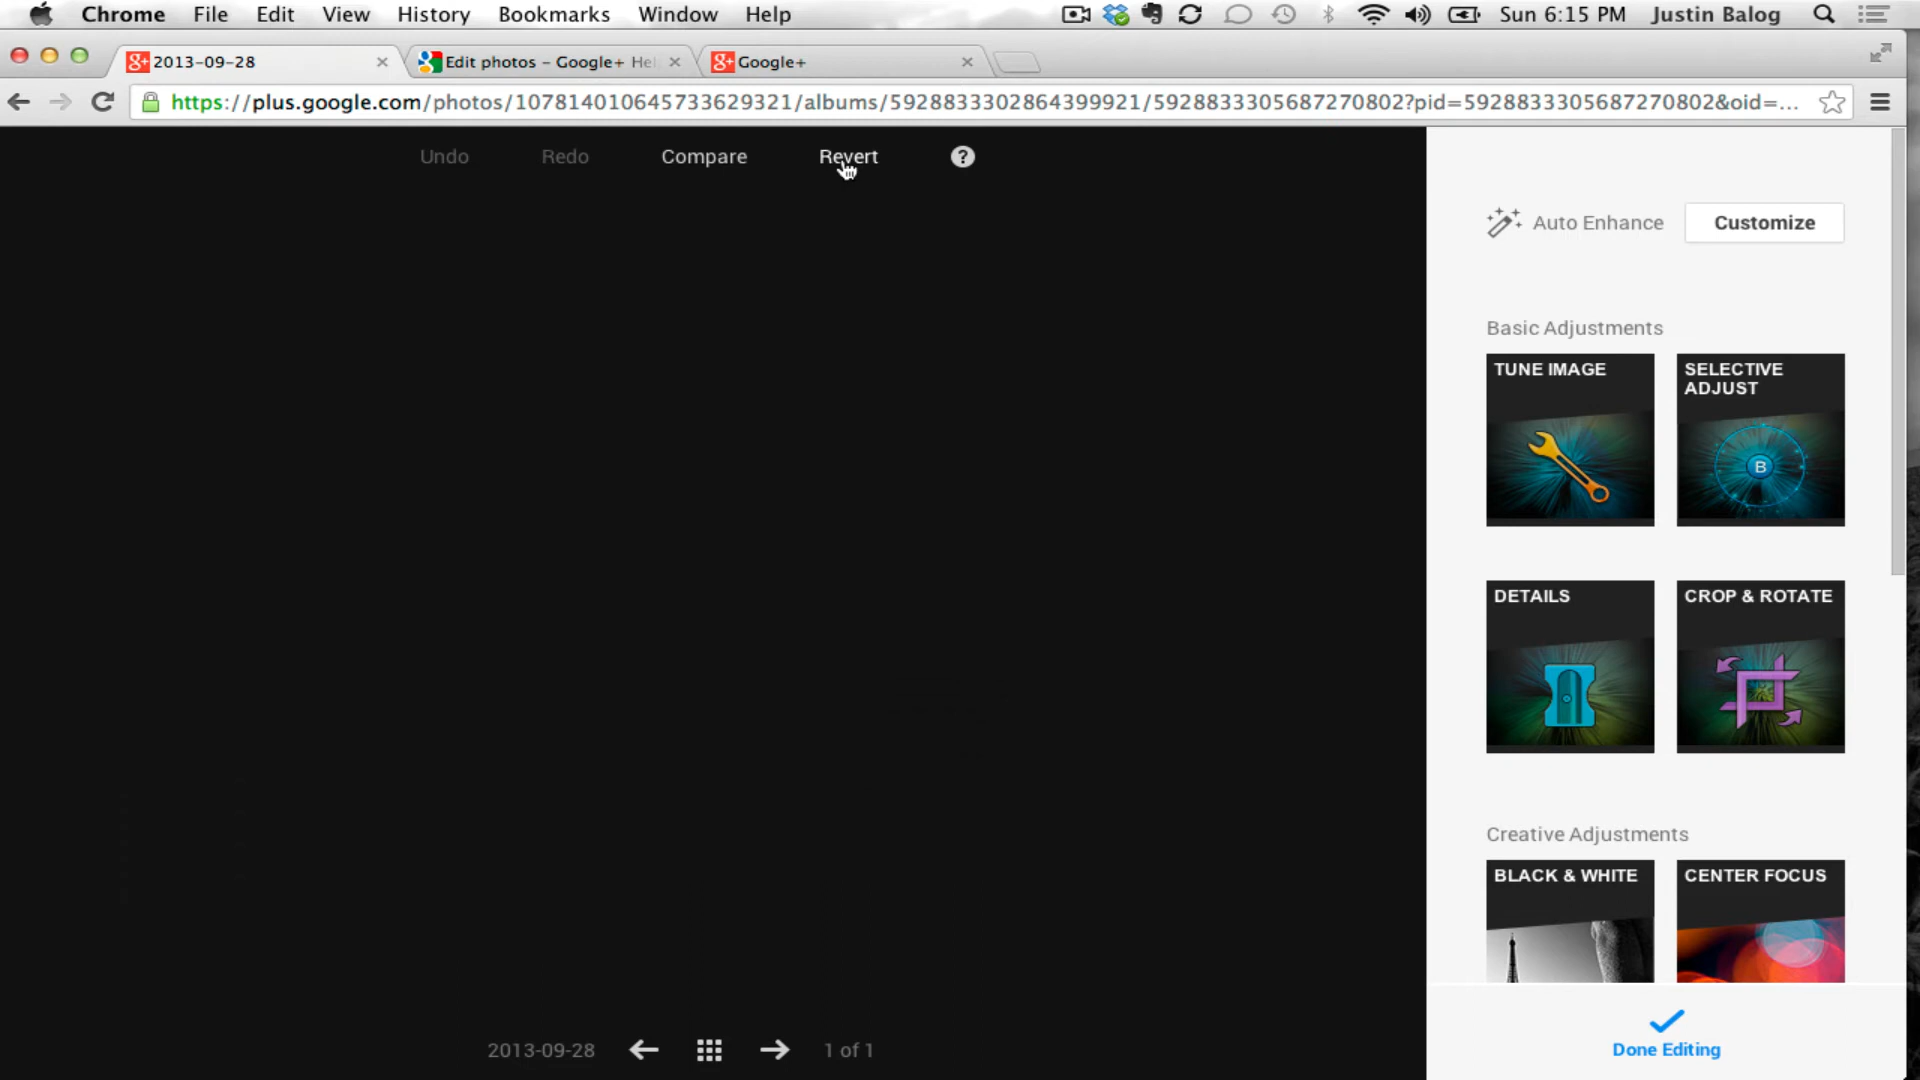 Chrome File Edit View History Bookmarks Window Help Sun 6:15 PM Justin Balog
2013-09-28 Edit photos - Google+ Hel Google+
https://plus.google.com/photos/107814010645733629321/albums/5928833302864399921/5928833305687270802?pid=5928833305687270802&oid=...
Undo Redo Compare Revert ?
Auto Enhance Customize
Basic Adjustments
TUNE IMAGE
SELECTIVE
ADJUST
B
DETAILS
CROP & ROTATE
Creative Adjustments
BLACK & WHITE
CENTER FOCUS
2013-09-28 1 of 1
Done Editing